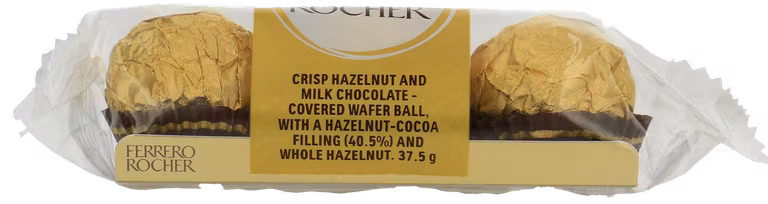 ROCHER
CRISP HAZELNUT AND
MILK CHOCOLATE -
COVERED WAFER BALL,
WITH A HAZELNUT-COCOA
FILLING (40.5%) AND
WHOLE HAZELNUT. 37.5 g
FERRERO
ROCHER